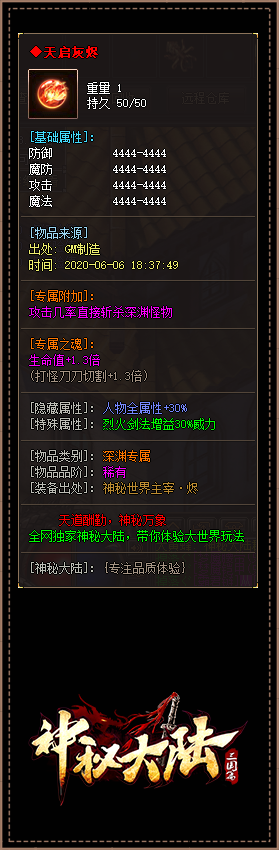 ◆天启灰烬
重量 1
持久 50/50
[基础属性]:
防御 4444-4444
魔防 4444-4444
攻击 4444-4444
魔法 4444-4444
[物品来源]
出处: GM制造
时间: 2020-06-06 18:37:49
[专属附加]:
攻击几率直接斩杀深渊怪物
[专属之魂]:
生命值+1.3倍
(打怪刀刀切割+1.3倍)
[隐藏属性]: 人物全属性+30%
[特殊属性]: 烈火剑法增益30%威力
[物品类别]: 深渊专属
[物品品阶]: 稀有
[装备出处]: 神秘世界主宰·烬
天道酬勤，神秘万象
全网独家神秘大陆，带你体验大世界玩法
[神秘大陆]: {专注品质体验}
神秘大陆
三国篇